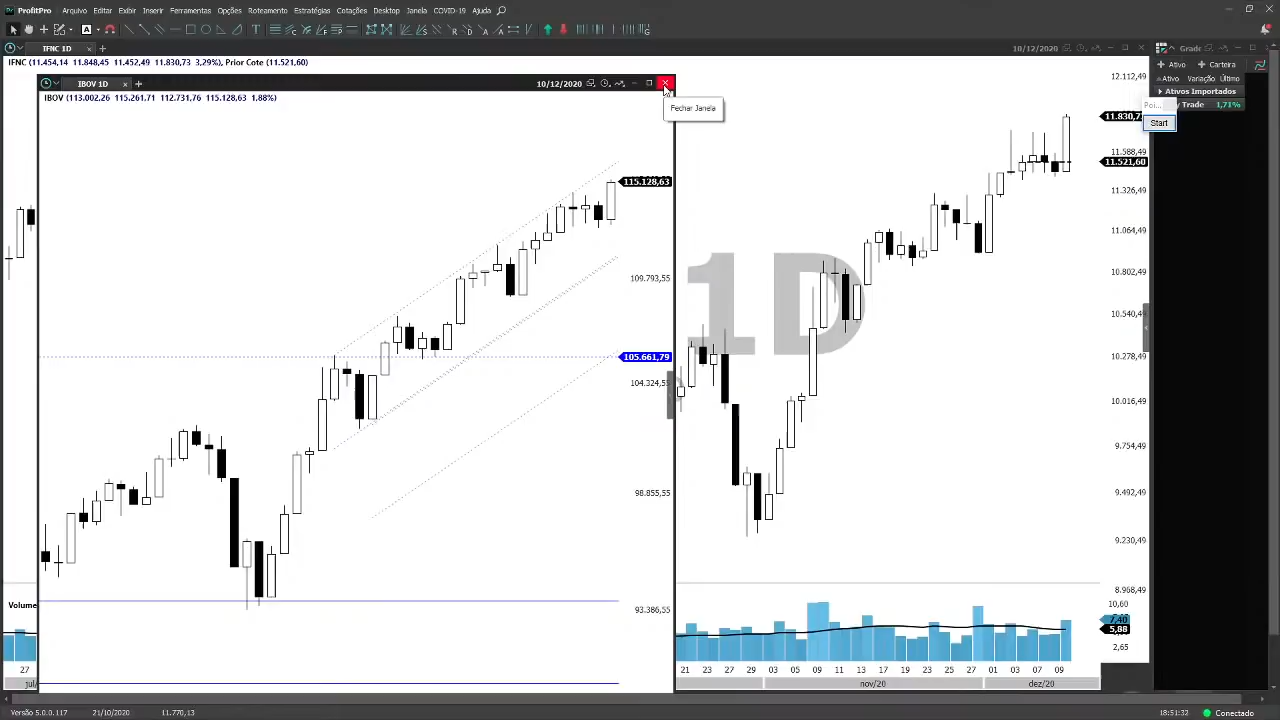 ProfitPro
Arquivo Editar Exibir Inserir Ferramentas Opções Roteamento Estratégias Cotações Desktop Janela COVID-19 Ajuda
IFNC 1D
10/12/2020
Grade
IFNC (11.454,14 11.848,45 11.452,49 11.830,73 3,29%), Prior Cote (11.521,60)
Ativo
Carteira
Ativo Variação Último
Ativos Importados
y Trade 1,71%
Start
IBOV 1D
10/12/2020
Fechar Janela
IBOV (113.002,26 115.261,71 112.731,76 115.128,63 1,88%)
115.128,63
109.793,55
105.661,79
104.324,55
98.855,55
93.386,55
1D
12.112,49
11.830,7
11.588,49
11.521,60
11.326,49
11.064,49
10.802,49
10.540,49
10.278,49
10.016,49
9.754,49
9.492,49
9.230,49
8.968,49
Volume
10,60
7,40
5,88
2,65
27
jul/
21 23 27 29 03 05 09 11 13 17 19 23 25 27 01 03 07 09
nov/20
dez/20
Versão 5.0.0.117
21/10/2020
11.770,13
18:51:32
Conectado